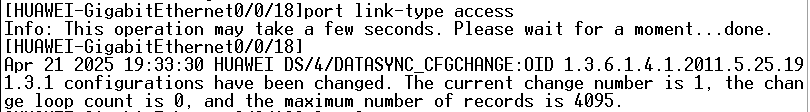 [HUAWEI-GigabitEthernet0/0/18]port link-type access
Info: This operation may take a few seconds. Please wait for a moment...done.
[HUAWEI-GigabitEthernet0/0/18]
Apr 21 2025 19:33:30 HUAWEI DS/4/DATASYNC_CFGCHANGE:OID 1.3.6.1.4.1.2011.5.25.19
1.3.1 configurations have been changed. The current change number is 1, the chan
ge loop count is 0, and the maximum number of records is 4095.